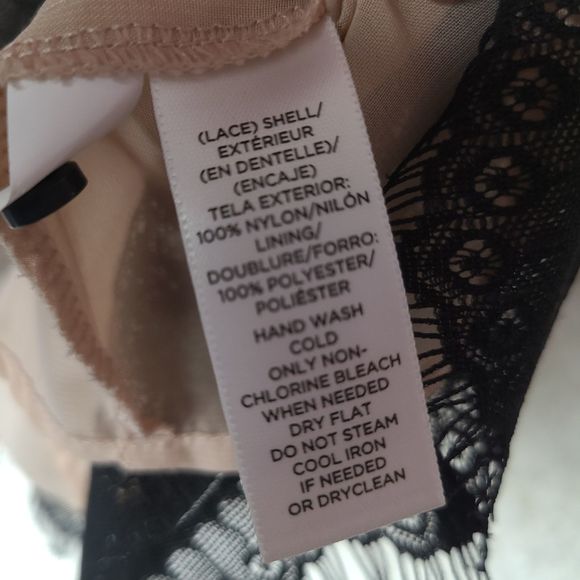 (LACE) SHELL/
EXTÉRIEUR
(EN DENTELLE)/
(ENCAJE)
TELA EXTERIOR:
100% NYLON/NILÓN
LINING/
DOUBLURE/FORRO:
100% POLYESTER/
POLIÉSTER
HAND WASH
COLD
ONLY NON-
CHLORINE BLEACH
WHEN NEEDED
DRY FLAT
DO NOT STEAM
COOL IRON
IF NEEDED
OR DRYCLEAN